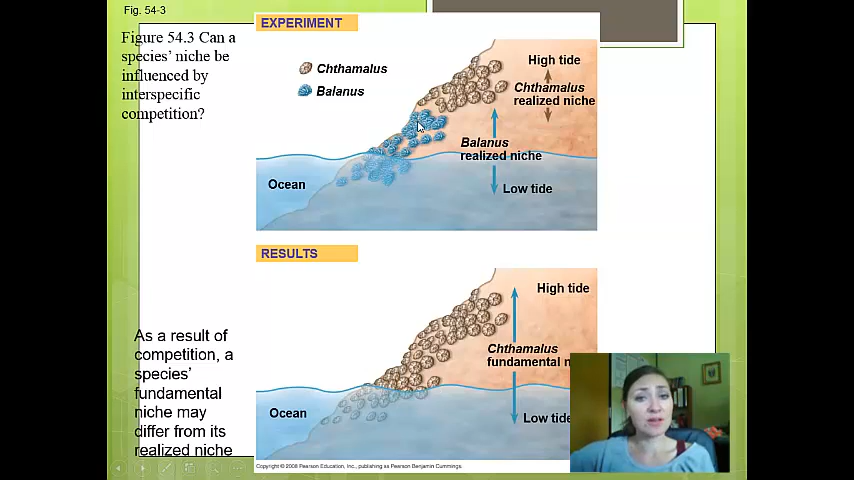 Fig. 54-3
Figure 54.3 Can a
species' niche be
influenced by
interspecific
competition?
EXPERIMENT
Chthamalus
Balanus
High tide
Chthamalus
realized niche
Balanus
realized niche
Ocean
Low tide
RESULTS
High tide
Chthamalus
fundamental n
Ocean
Low tide
As a result of
competition, a
species'
fundamental
niche may
differ from its
realized niche
Copyright © 2008 Pearson Education, Inc., publishing as Pearson Benjamin Cummings.